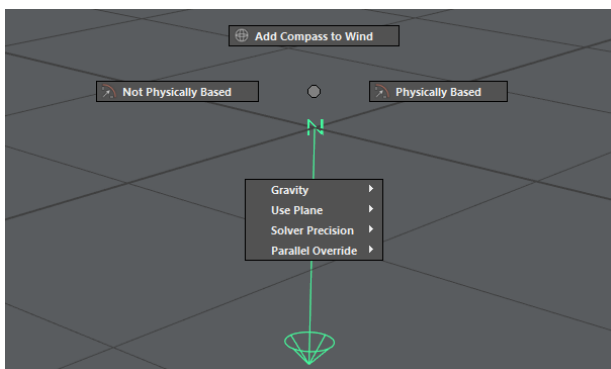 Add Compass to Wind
Not Physically Based
Physically Based
N
Gravity
Use Plane
Solver Precision
Parallel Override